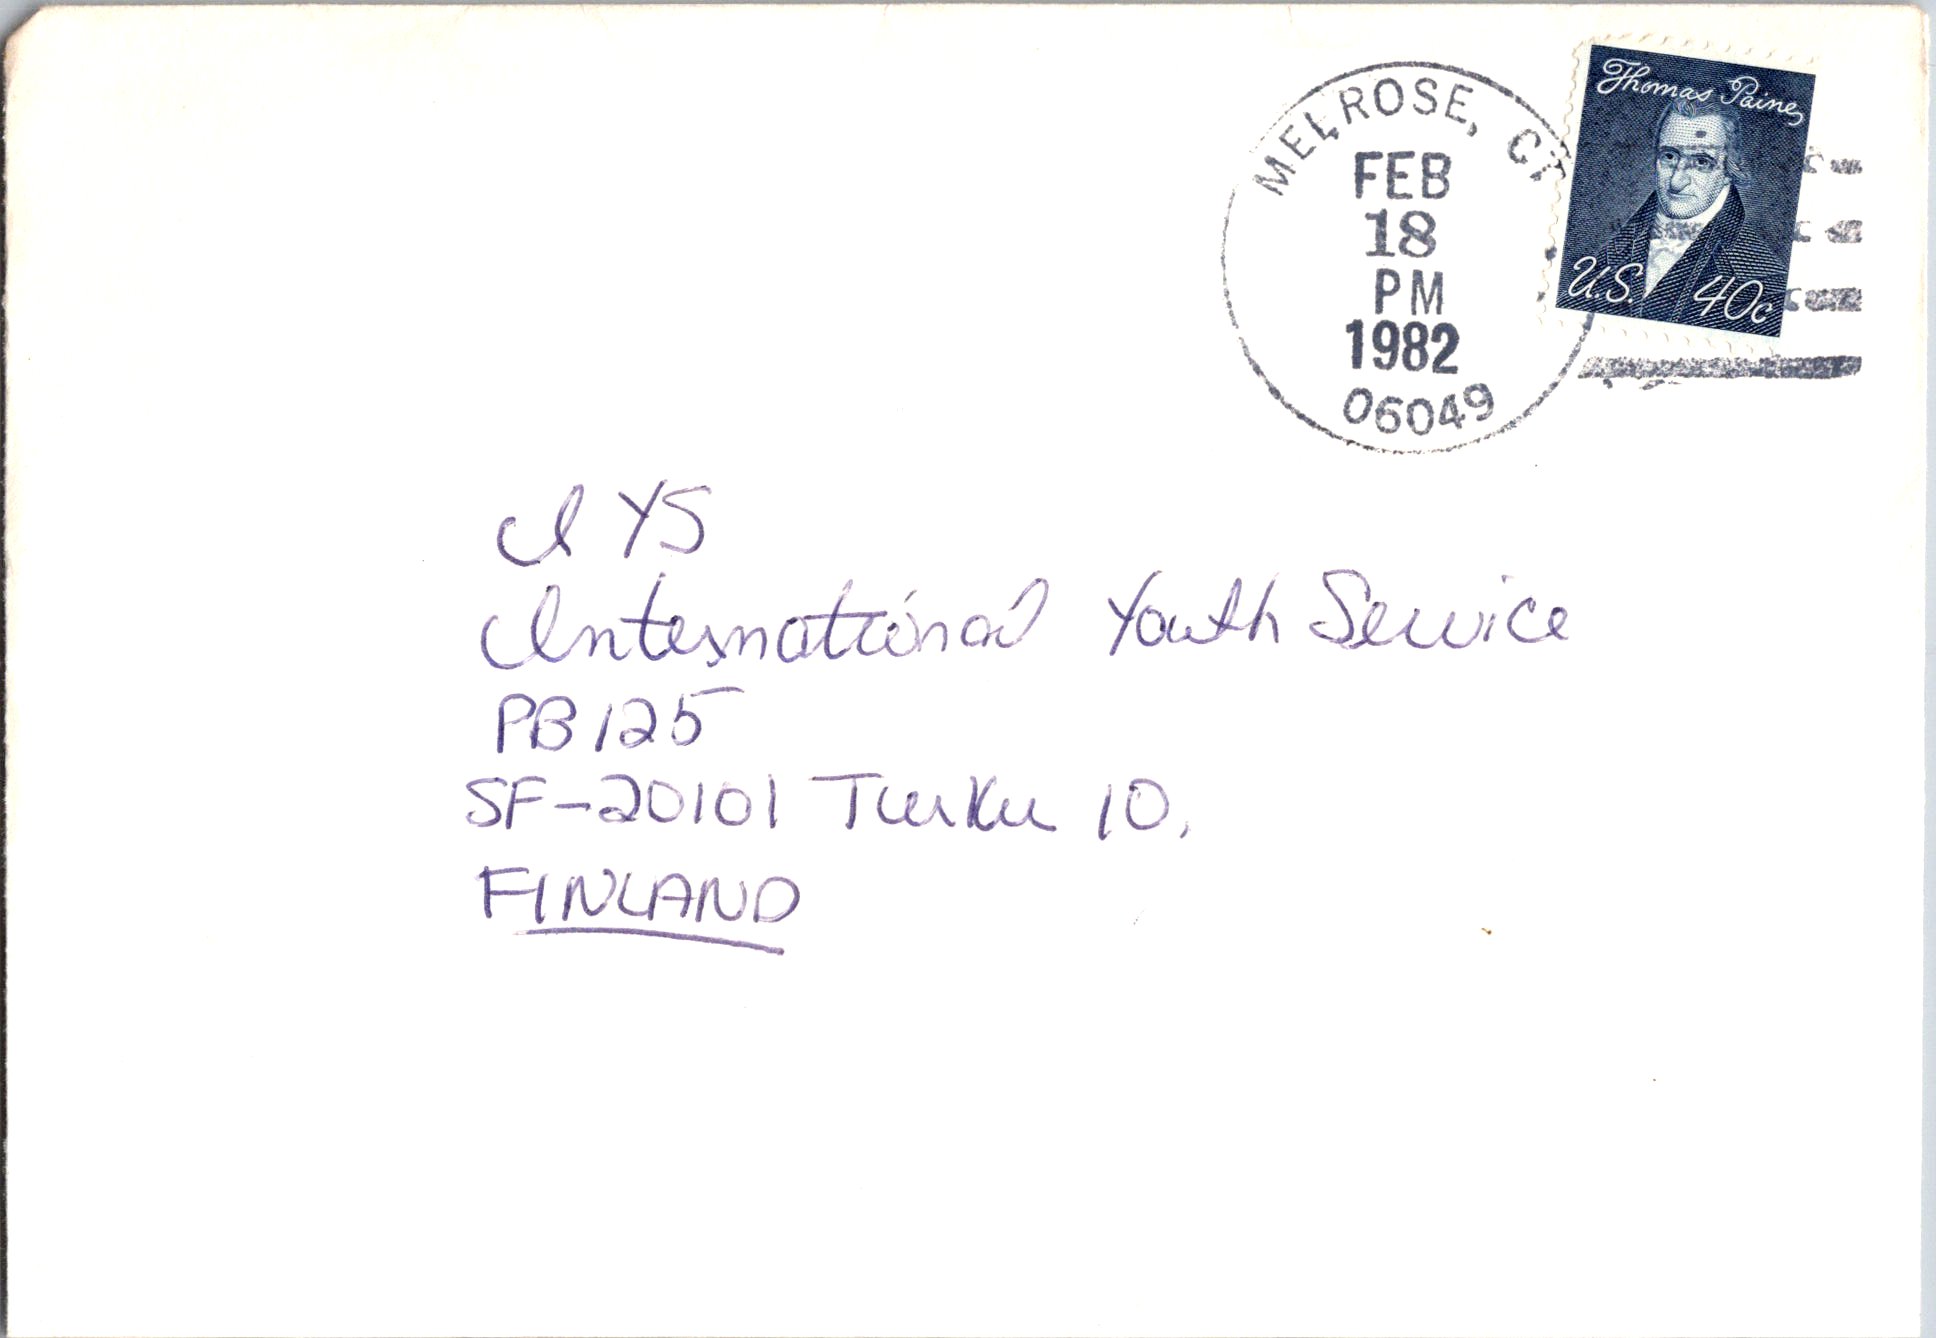 MELROSE, CT
FEB
18
PM
1982
06049
Thomas Paine
U.S. 40c
IYS
International Youth Service
PB 125
SF-20101 Turku 10,
FINLAND